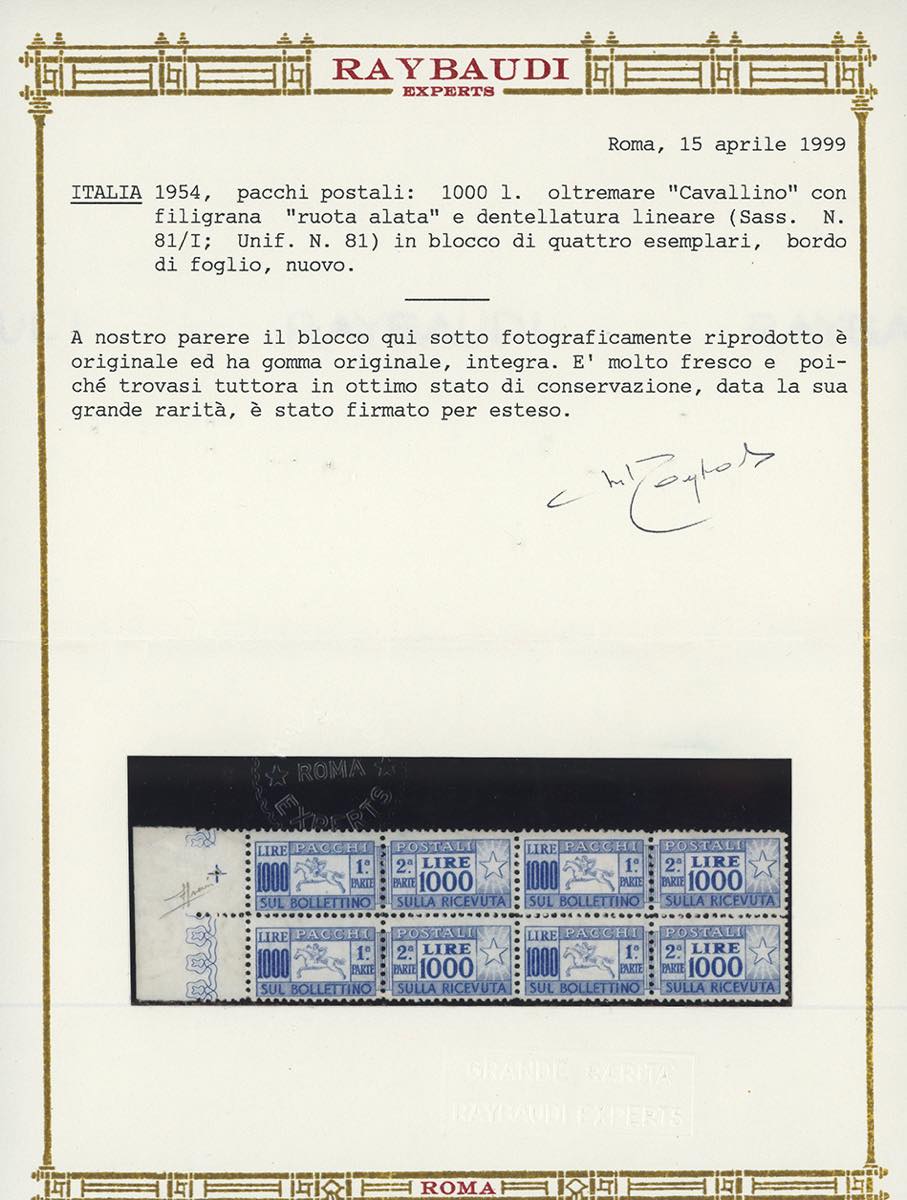 RAYBAUDI
EXPERTS
Roma, 15 aprile 1999
ITALIA 1954, pacchi postali: 1000 l. oltremare "Cavallino" con
filigrana "ruota alata" e dentellatura lineare (Sass. N.
81/I; Unif. N. 81) in blocco di quattro esemplari, bordo
di foglio, nuovo.
A nostro parere il blocco qui sotto fotograficamente riprodotto è
originale ed ha gomma originale, integra. E' molto fresco e poi-
ché trovasi tuttora in ottimo stato di conservazione, data la sua
grande rarità, è stato firmato per esteso.
ROMA
EXPERTS
LIRE PACCHI POSTALI LIRE PACCHI POSTALI
1000 1ª PARTE 2ª PARTE LIRE 1000 1000 1ª PARTE 2ª PARTE LIRE 1000
SUL BOLLETTINO SULLA RICEVUTA SUL BOLLETTINO SULLA RICEVUTA
LIRE PACCHI POSTALI LIRE PACCHI POSTALI
1000 1ª PARTE 2ª PARTE LIRE 1000 1000 1ª PARTE 2ª PARTE LIRE 1000
SUL BOLLETTINO SULLA RICEVUTA SUL BOLLETTINO SULLA RICEVUTA
GRANDE RARITA'
RAYBAUDI EXPERTS
ROMA